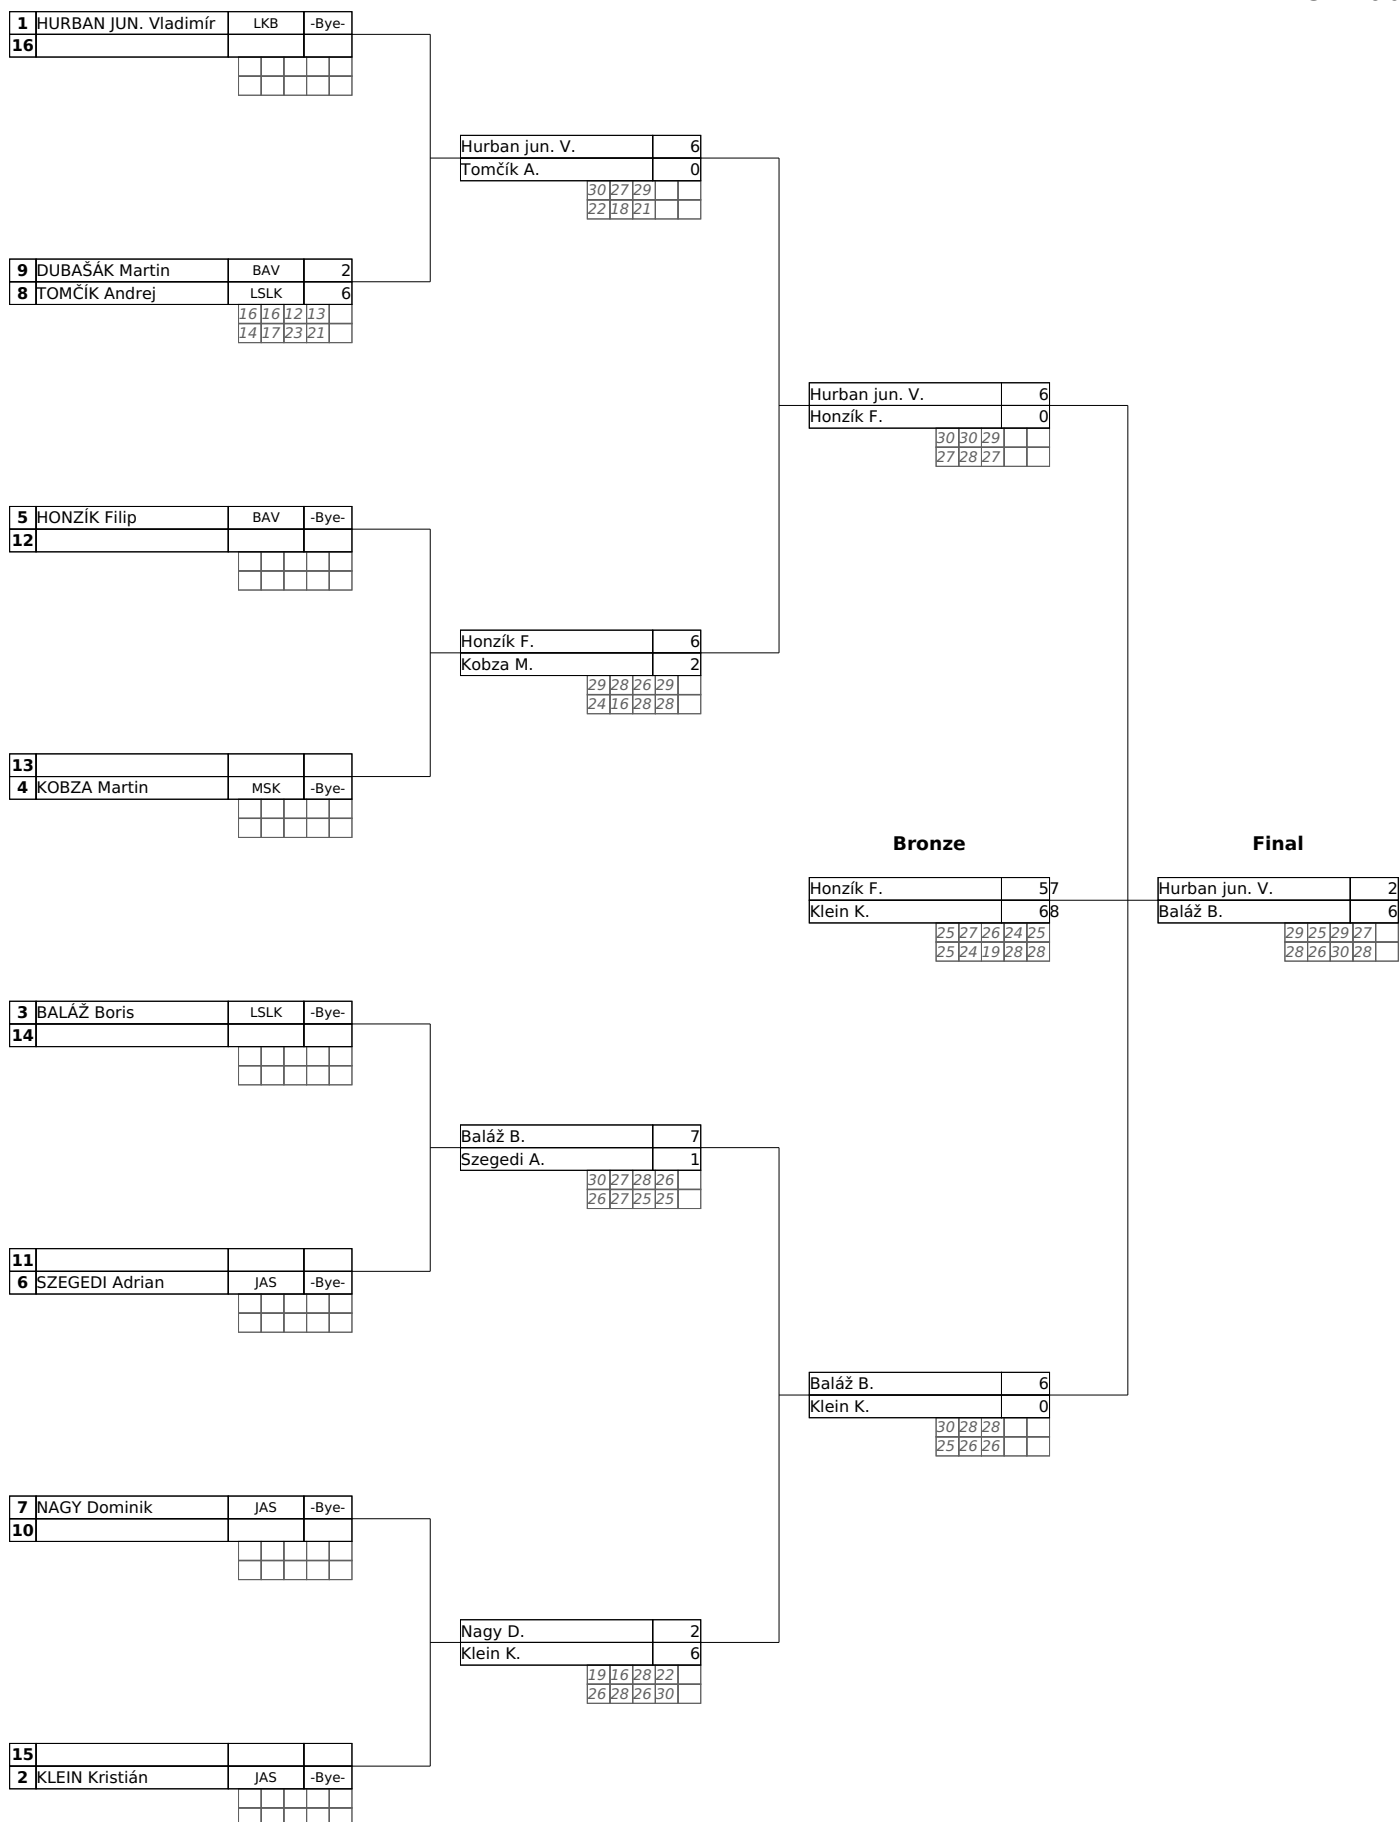 1 HURBAN JUN. Vladimír LKB -Bye-
16
Hurban jun. V. 6
Tomčík A. 0
30 27 29
22 18 21
9 DUBAŠÁK Martin BAV 2
8 TOMČÍK Andrej LSLK 6
16 16 12 13
14 17 23 21
Hurban jun. V. 6
Honzík F. 0
30 30 29
27 28 27
5 HONZÍK Filip BAV -Bye-
12
Honzík F. 6
Kobza M. 2
29 28 26 29
24 16 28 28
13
4 KOBZA Martin MSK -Bye-
Bronze Final
Honzík F. 5 7 Hurban jun. V. 2
Klein K. 6 8 Baláž B. 6
25 27 26 24 25 29 25 29 27
25 24 19 28 28 28 26 30 28
3 BALÁŽ Boris LSLK -Bye-
14
Baláž B. 7
Szegedi A. 1
30 27 28 26
26 27 25 25
11
6 SZEGEDI Adrian JAS -Bye-
Baláž B. 6
Klein K. 0
30 28 28
25 26 26
7 NAGY Dominik JAS -Bye-
10
Nagy D. 2
Klein K. 6
19 16 28 22
26 28 26 30
15
2 KLEIN Kristián JAS -Bye-